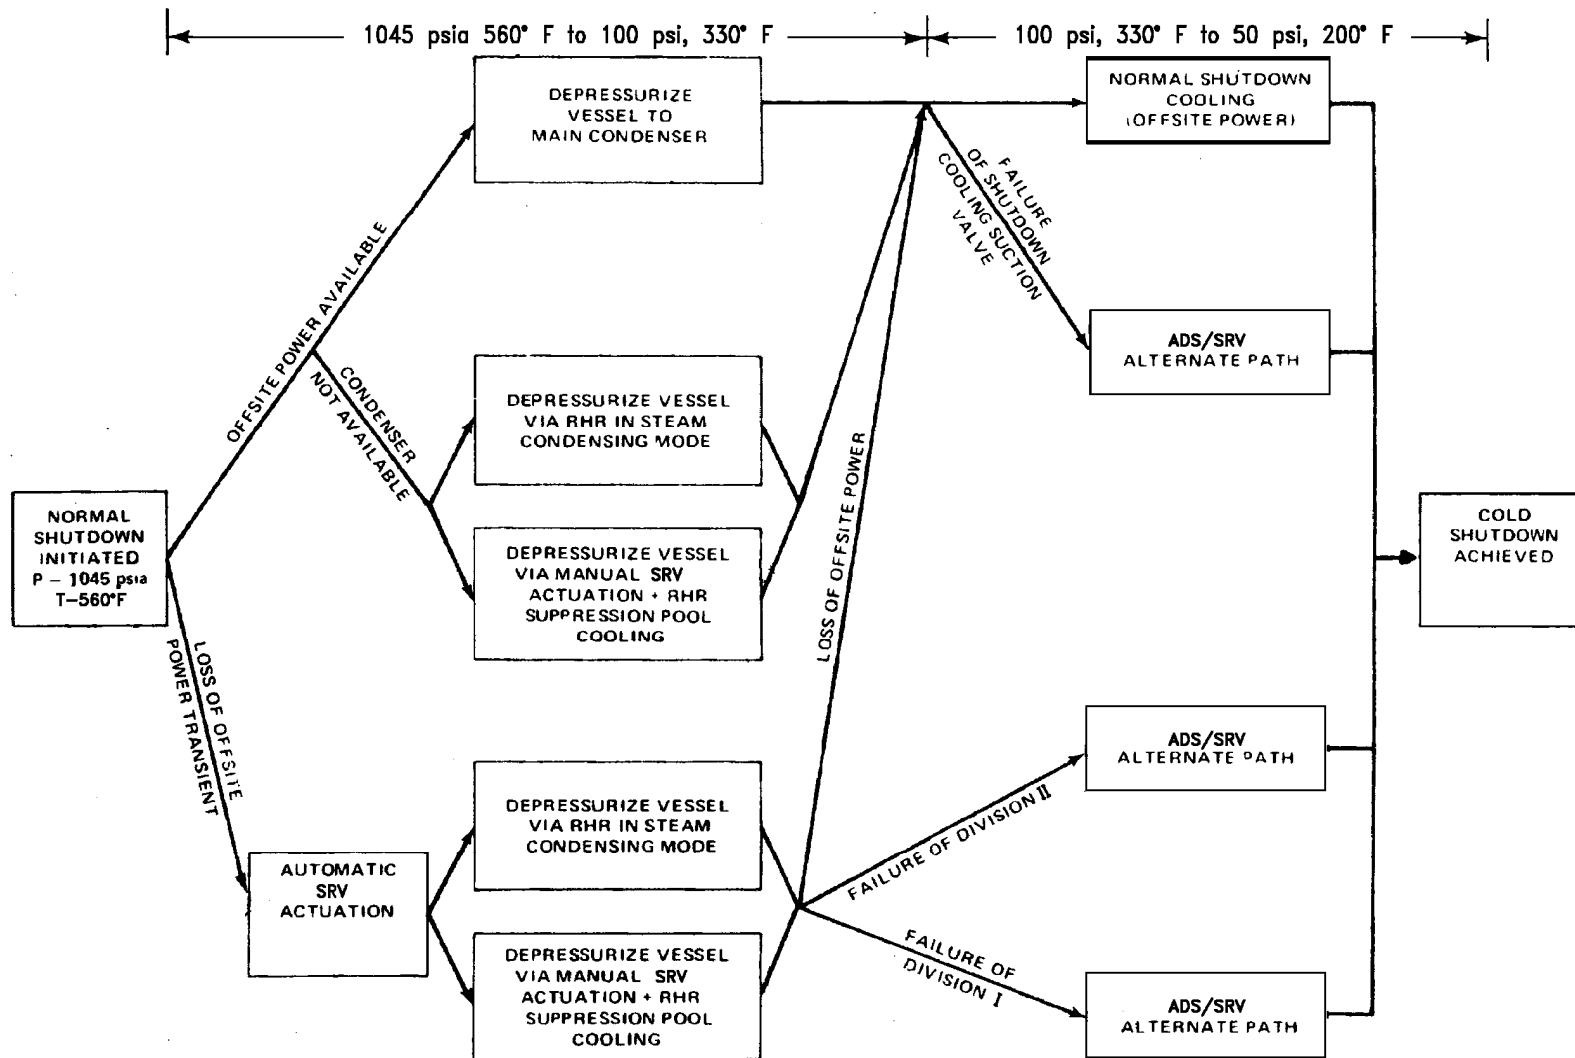 1045 psia 560° F to 100 psi, 330° F
100 psi, 330° F to 50 psi, 200° F
DEPRESSURIZE
VESSEL TO
MAIN CONDENSER
NORMAL SHUTDOWN
COOLING
(OFFSITE POWER)
FAILURE
OF SHUTDOWN
COOLING SUCTION
VALVE
OFFSITE POWER AVAILABLE
ADS/SRV
ALTERNATE PATH
CONDENSER
NOT AVAILABLE
DEPRESSURIZE VESSEL
VIA RHR IN STEAM
CONDENSING MODE
LOSS OF OFFSITE POWER
NORMAL
SHUTDOWN
INITIATED
P – 1045 psia
T–560°F
DEPRESSURIZE VESSEL
VIA MANUAL SRV
ACTUATION + RHR
SUPPRESSION POOL
COOLING
COLD
SHUTDOWN
ACHIEVED
LOSS OF OFFSITE
POWER TRANSIENT
DEPRESSURIZE VESSEL
VIA RHR IN STEAM
CONDENSING MODE
ADS/SRV
ALTERNATE PATH
FAILURE OF DIVISION II
AUTOMATIC
SRV
ACTUATION
DEPRESSURIZE VESSEL
VIA MANUAL SRV
ACTUATION + RHR
SUPPRESSION POOL
COOLING
FAILURE OF
DIVISION I
ADS/SRV
ALTERNATE PATH